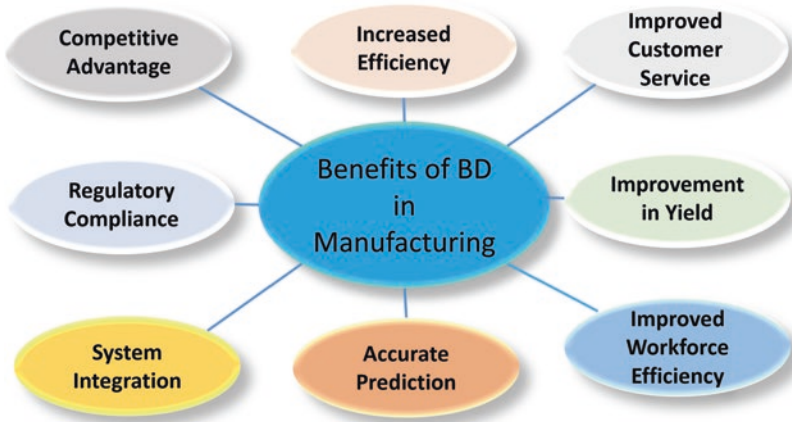 Competitive
Advantage
Increased
Efficiency
Improved
Customer
Service
Regulatory
Compliance
Benefits of BD
in
Manufacturing
Improvement
in Yield
System
Integration
Accurate
Prediction
Improved
Workforce
Efficiency